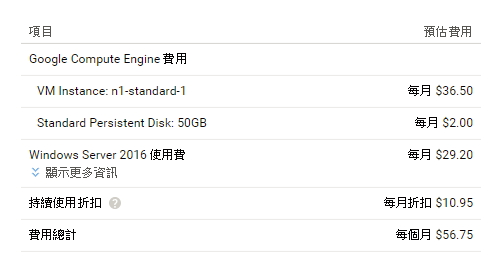 項目 預估費用
Google Compute Engine 費用
VM Instance: n1-standard-1 每月 $36.50
Standard Persistent Disk: 50GB 每月 $2.00
Windows Server 2016 使用費 每月 $29.20
顯示更多資訊
持續使用折扣 ? 每月折扣 $10.95
費用總計 每個月 $56.75